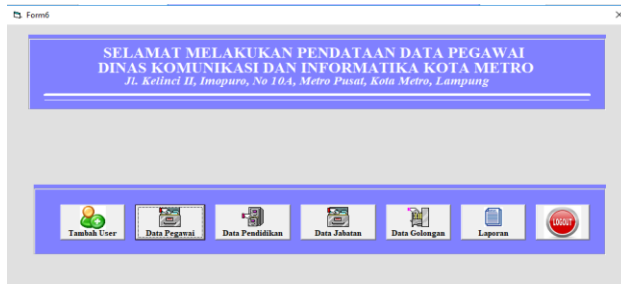 Form6
SELAMAT MELAKUKAN PENDATAAN DATA PEGAWAI
DINAS KOMUNIKASI DAN INFORMATIKA KOTA METRO
Jl. Kelinci II, Imopuro, No 10A, Metro Pusat, Kota Metro, Lampung
Tambah User Data Pegawai Data Pendidikan Data Jabatan Data Golongan Laporan LOGOUT